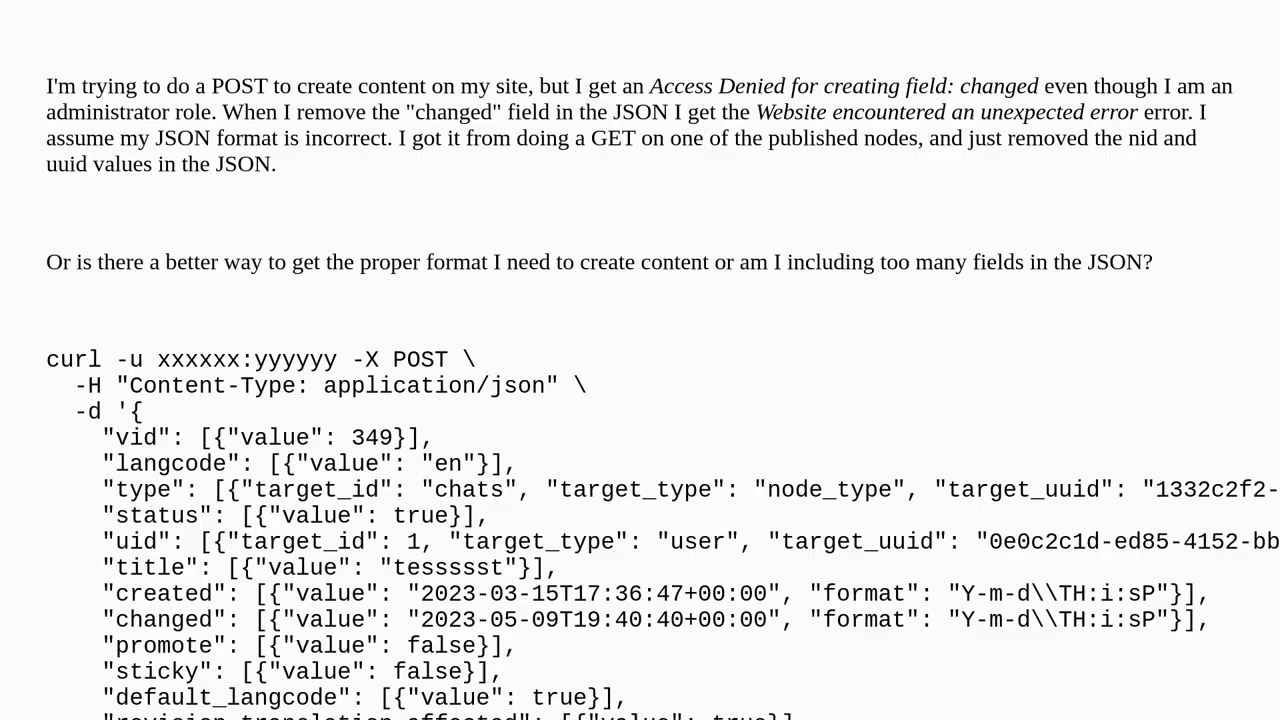 I'm trying to do a POST to create content on my site, but I get an Access Denied for creating field: changed even though I am an
administrator role. When I remove the "changed" field in the JSON I get the Website encountered an unexpected error error. I
assume my JSON format is incorrect. I got it from doing a GET on one of the published nodes, and just removed the nid and
uuid values in the JSON.
Or is there a better way to get the proper format I need to create content or am I including too many fields in the JSON?
curl -u xxxxxx:yyyyyy -X POST \
  -H "Content-Type: application/json" \
  -d '{
    "vid": [{"value": 349}],
    "langcode": [{"value": "en"}],
    "type": [{"target_id": "chats", "target_type": "node_type", "target_uuid": "1332c2f2-
    "status": [{"value": true}],
    "uid": [{"target_id": 1, "target_type": "user", "target_uuid": "0e0c2c1d-ed85-4152-bb
    "title": [{"value": "tessssst"}],
    "created": [{"value": "2023-03-15T17:36:47+00:00", "format": "Y-m-d\\TH:i:sP"}],
    "changed": [{"value": "2023-05-09T19:40:40+00:00", "format": "Y-m-d\\TH:i:sP"}],
    "promote": [{"value": false}],
    "sticky": [{"value": false}],
    "default_langcode": [{"value": true}],
    "revision_translation_affected": [{"value": true}]